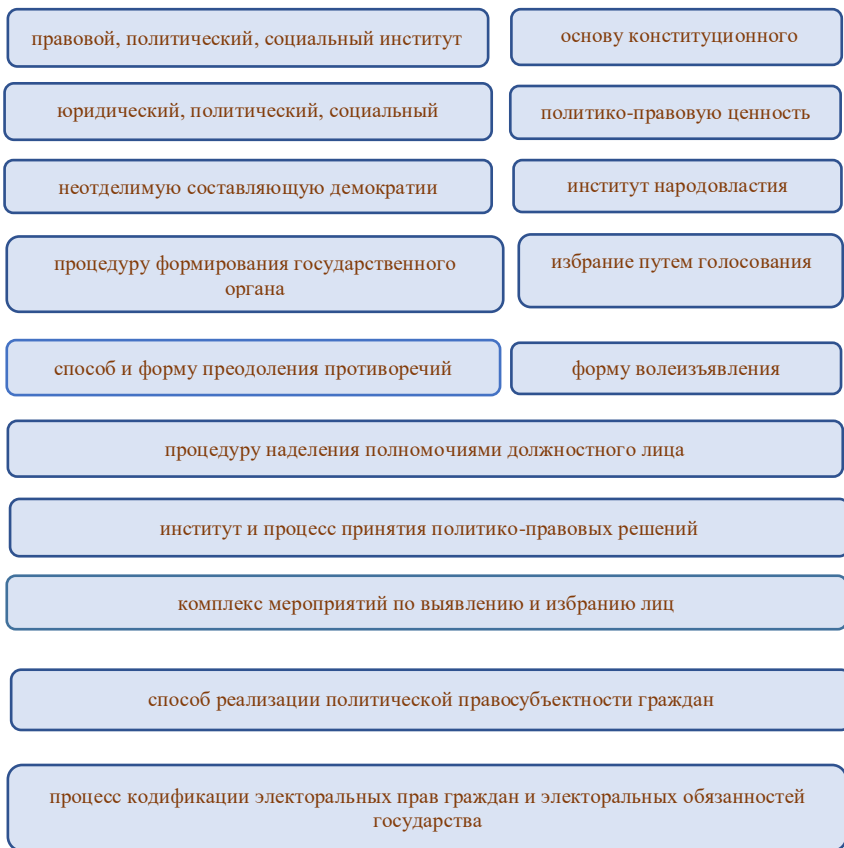 правовой, политический, социальный институт
основу конституционного
юридический, политический, социальный
политико-правовую ценность
неотделимую составляющую демократии
институт народовластия
процедуру формирования государственного
органа
избрание путем голосования
способ и форму преодоления противоречий
форму волеизъявления
процедуру наделения полномочиями должностного лица
институт и процесс принятия политико-правовых решений
комплекс мероприятий по выявлению и избранию лиц
способ реализации политической правосубъектности граждан
процесс кодификации электоральных прав граждан и электоральных обязанностей
государства